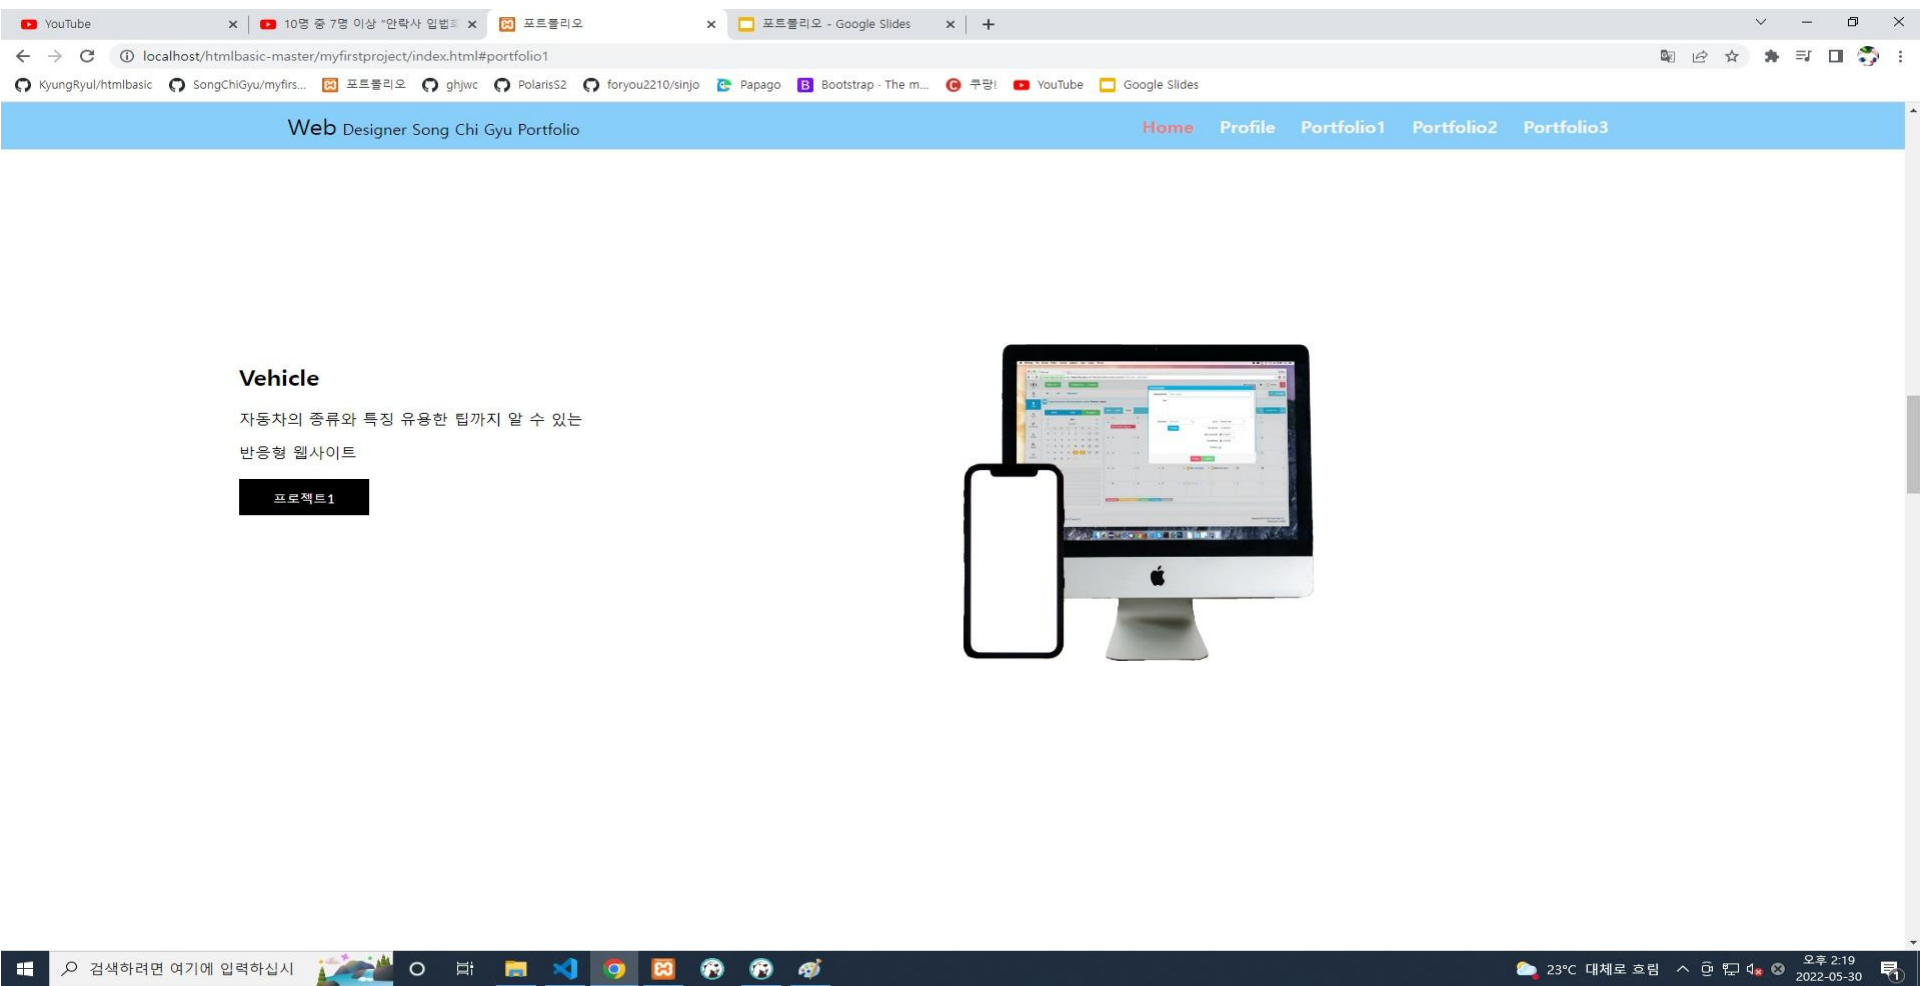 YouTube
10명 중 7명 이상 "안락사 입법
포트폴리오
포트폴리오 - Google Slides
localhost/htmlbasic-master/myfirstproject/index.html#portfolio1
KyungRyul/htmlbasic
SongChiGyu/myfirs...
포트폴리오
ghjwc
PolarisS2
foryou2210/sinjo
Papago
Bootstrap · The m...
쿠팡!
YouTube
Google Slides
Web Designer Song Chi Gyu Portfolio
Home
Profile
Portfolio1
Portfolio2
Portfolio3
Vehicle
자동차의 종류와 특징 유용한 팁까지 알 수 있는
반응형 웹사이트
프로젝트1
검색하려면 여기에 입력하십시
23°C 대체로 흐림
오후 2:19
2022-05-30